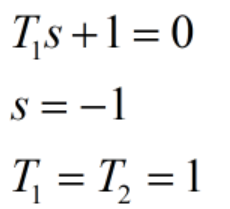 T₁s + 1 = 0
s = −1
T₁ = T₂ = 1